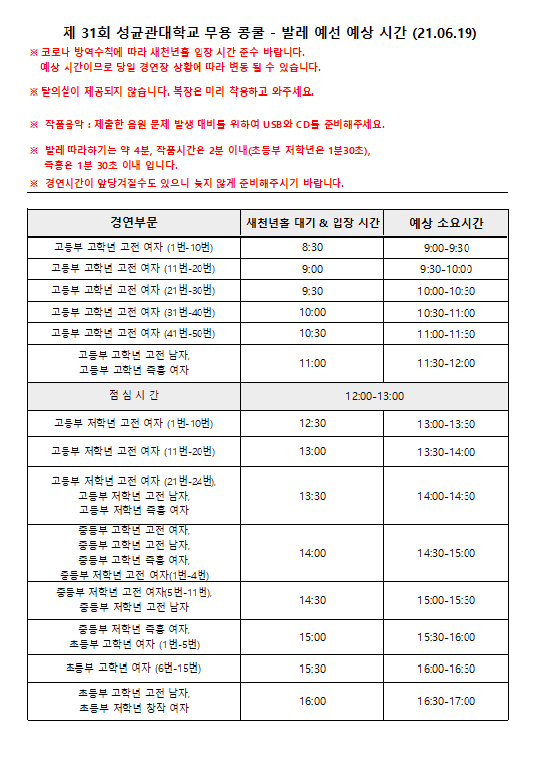 제 31회 성균관대학교 무용 콩쿨 - 발레 예선 예상 시간 (21.06.19)
※ 코로나 방역수칙에 따라 새천년홀 입장 시간 준수 바랍니다.
예상 시간이므로 당일 경연장 상황에 따라 변동 될 수 있습니다.
※ 탈의실이 제공되지 않습니다. 복장은 미리 착용하고 와주세요.
※ 작품음악 : 제출한 음원 문제 발생 대비를 위하여 USB와 CD를 준비해주세요.
※ 발레 따라하기는 약 4분, 작품시간은 2분 이내(초등부 저학년은 1분30초),
즉흥은 1분 30초 이내 입니다.
※ 경연시간이 앞당겨질수도 있으니 늦지 않게 준비해주시기 바랍니다.
경연부문 새천년홀 대기 & 입장 시간 예상 소요시간
고등부 고학년 고전 여자 (1번-10번) 8:30 9:00-9:30
고등부 고학년 고전 여자 (11번-20번) 9:00 9:30-10:00
고등부 고학년 고전 여자 (21번-30번) 9:30 10:00-10:30
고등부 고학년 고전 여자 (31번-40번) 10:00 10:30-11:00
고등부 고학년 고전 여자 (41번-50번) 10:30 11:00-11:30
고등부 고학년 고전 남자,
고등부 고학년 즉흥 여자 11:00 11:30-12:00
점 심 시 간 12:00-13:00
고등부 저학년 고전 여자 (1번-10번) 12:30 13:00-13:30
고등부 저학년 고전 여자 (11번-20번) 13:00 13:30-14:00
고등부 저학년 고전 여자 (21번-24번),
고등부 저학년 고전 남자, 13:30 14:00-14:30
고등부 저학년 즉흥 여자
중등부 고학년 고전 여자,
중등부 고학년 고전 남자, 14:00 14:30-15:00
중등부 고학년 즉흥 여자,
중등부 저학년 고전 여자(1번-4번)
중등부 저학년 고전 여자(5번-11번), 14:30 15:00-15:30
중등부 저학년 고전 남자
중등부 저학년 즉흥 여자, 15:00 15:30-16:00
초등부 고학년 여자 (1번-5번)
초등부 고학년 여자 (6번-15번) 15:30 16:00-16:30
초등부 고학년 고전 남자, 16:00 16:30-17:00
초등부 저학년 창작 여자